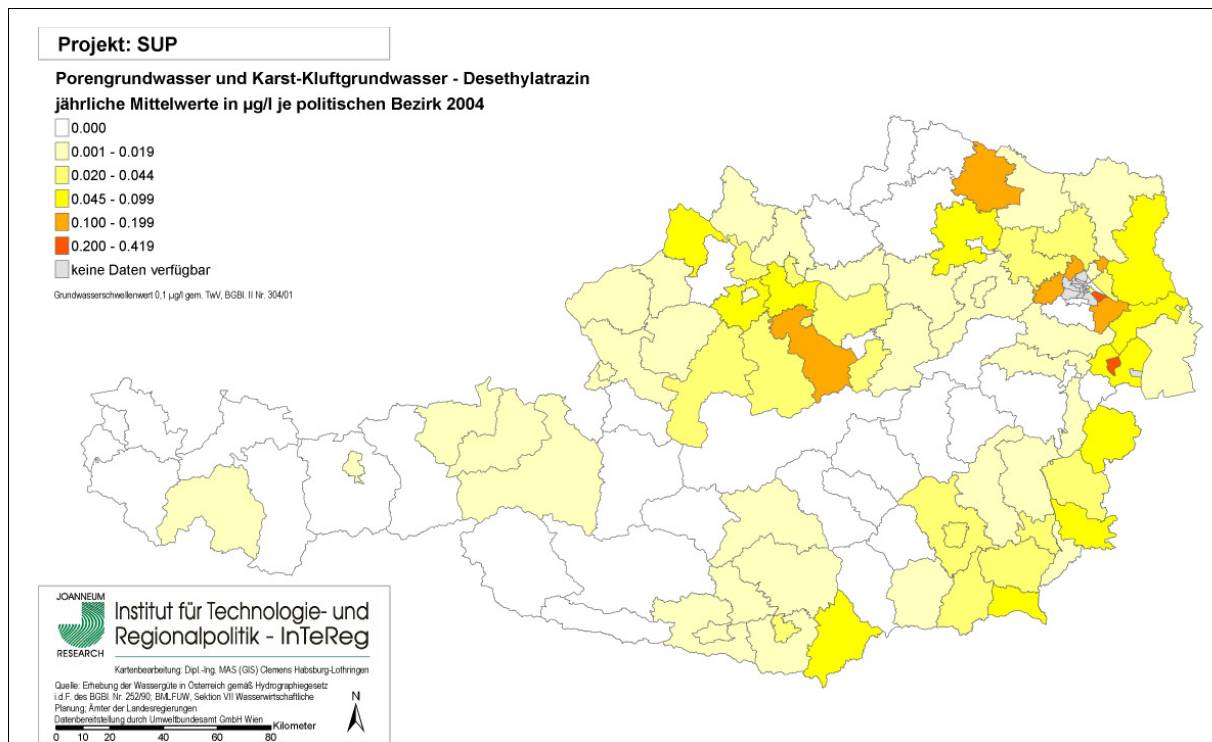 Projekt: SUP
Porengrundwasser und Karst-Kluftgrundwasser - Desethylatrazin
jährliche Mittelwerte in µg/l je politischen Bezirk 2004
0.000
0.001 - 0.019
0.020 - 0.044
0.045 - 0.099
0.100 - 0.199
0.200 - 0.419
keine Daten verfügbar
Grundwasserschwellenwert 0,1 µg/l gem. TwV, BGBl. II Nr. 304/01
JOANNEUM
RESEARCH
Institut für Technologie- und
Regionalpolitik - InTeReg
Kartenbearbeitung: Dipl.-Ing. MAS (GIS) Clemens Habsburg-Lothringen
Quelle: Erhebung der Wassergüte in Österreich gemäß Hydrographiegesetz
i.d.F. des BGBl. Nr. 252/90; BMLFUW, Sektion VII Wasserwirtschaftliche
Planung; Ämter der Landesregierungen
Datenbereitstellung durch Umweltbundesamt GmbH Wien
N
Kilometer
0 10 20 40 60 80